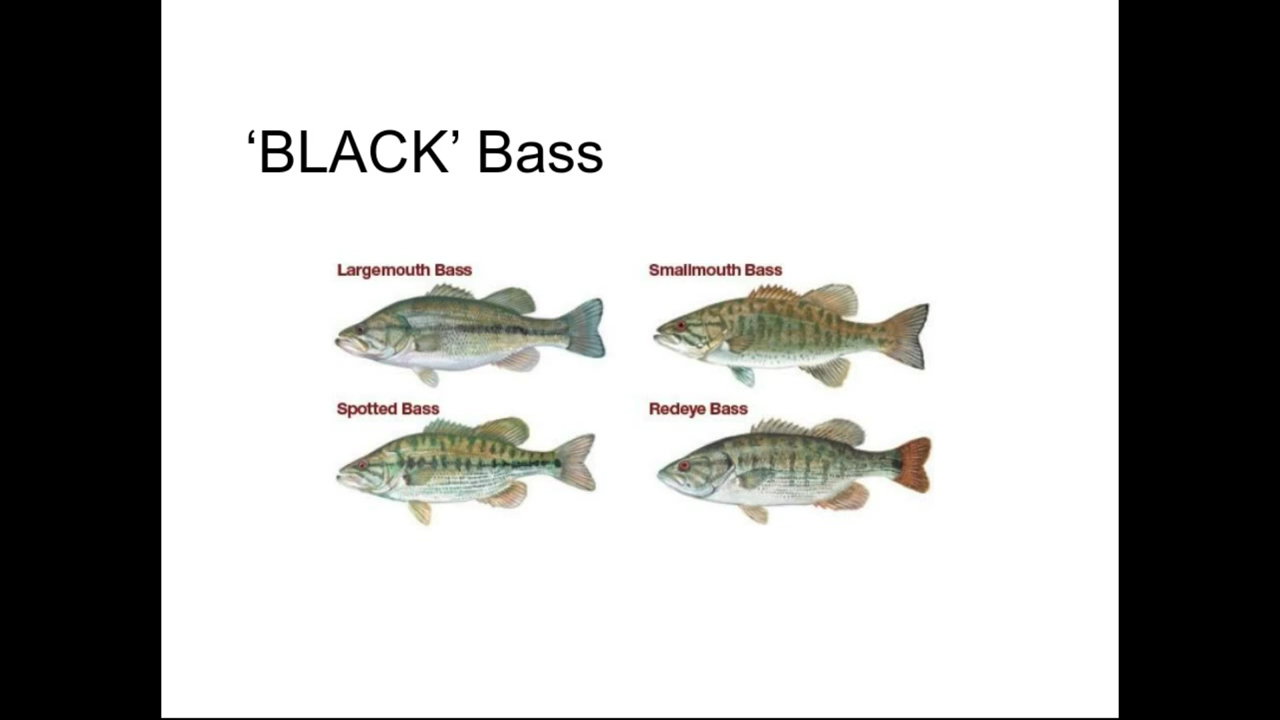 ‘BLACK’ Bass
Largemouth Bass
Smallmouth Bass
Spotted Bass
Redeye Bass